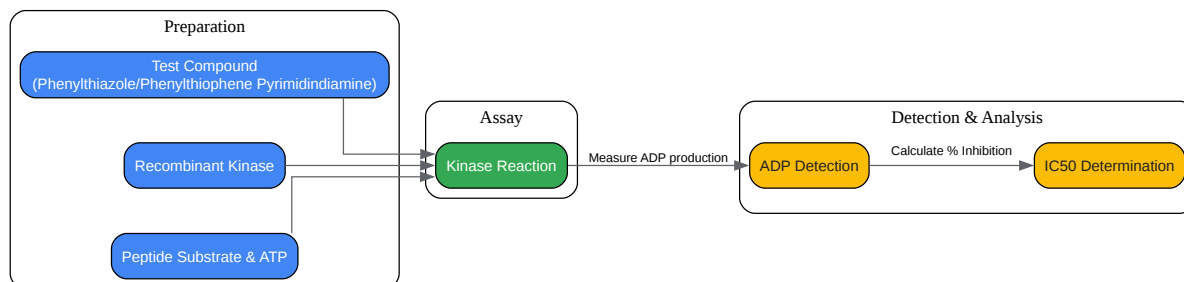 Preparation
Test Compound
(Phenylthiazole/Phenylthiophene Pyrimidindiamine)
Recombinant Kinase
Peptide Substrate & ATP
Assay
Kinase Reaction
Measure ADP production
Detection & Analysis
ADP Detection
Calculate % Inhibition
IC50 Determination